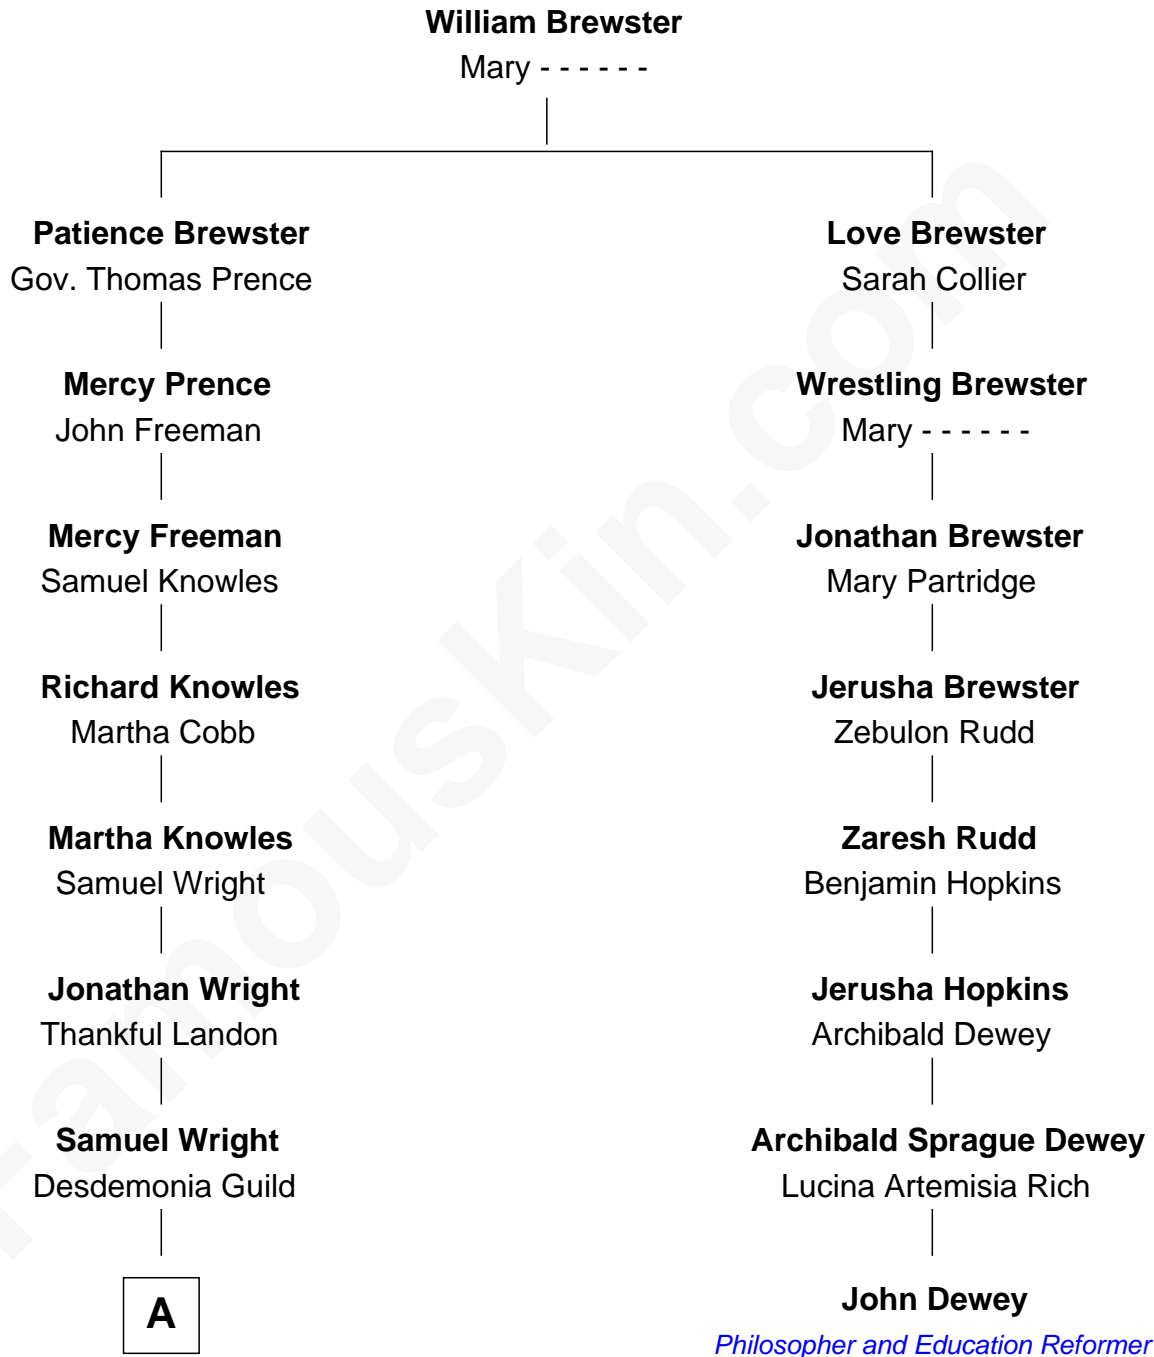 William Brewster
Mary - - - - - -
Patience Brewster
Gov. Thomas Prence
Love Brewster
Sarah Collier
Mercy Prence
John Freeman
Wrestling Brewster
Mary - - - - - -
Mercy Freeman
Samuel Knowles
Jonathan Brewster
Mary Partridge
Richard Knowles
Martha Cobb
Jerusha Brewster
Zebulon Rudd
Martha Knowles
Samuel Wright
Zaresh Rudd
Benjamin Hopkins
Jonathan Wright
Thankful Landon
Jerusha Hopkins
Archibald Dewey
Samuel Wright
Desdemonia Guild
Archibald Sprague Dewey
Lucina Artemisia Rich
A
John Dewey
Philosopher and Education Reformer
FamousKin.com